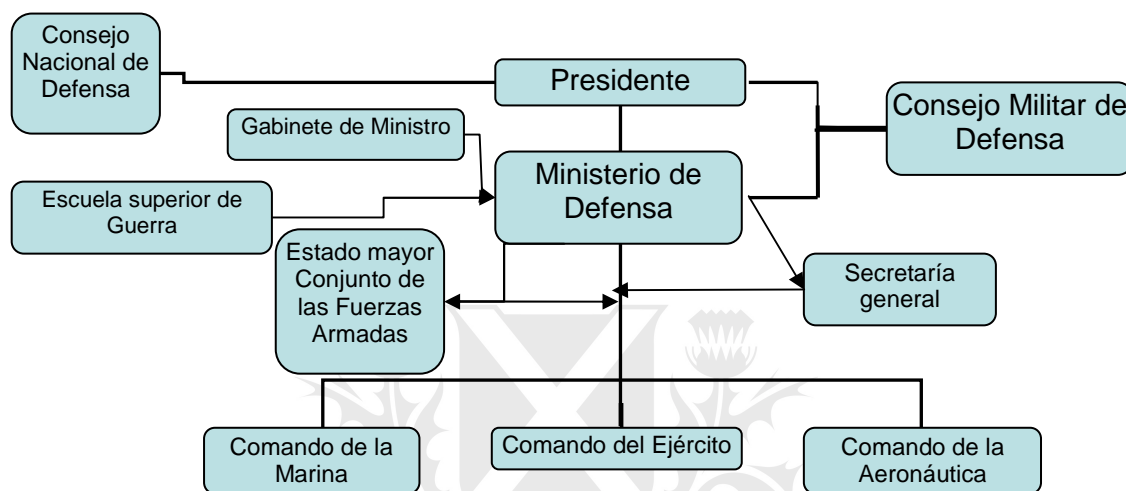 Consejo
Nacional de
Defensa
Presidente
Consejo Militar de
Defensa
Gabinete de Ministro
Ministerio de
Defensa
Escuela superior de
Guerra
Estado mayor
Conjunto de
las Fuerzas
Armadas
Secretaría
general
Comando de la
Marina
Comando del Ejército
Comando de la
Aeronáutica